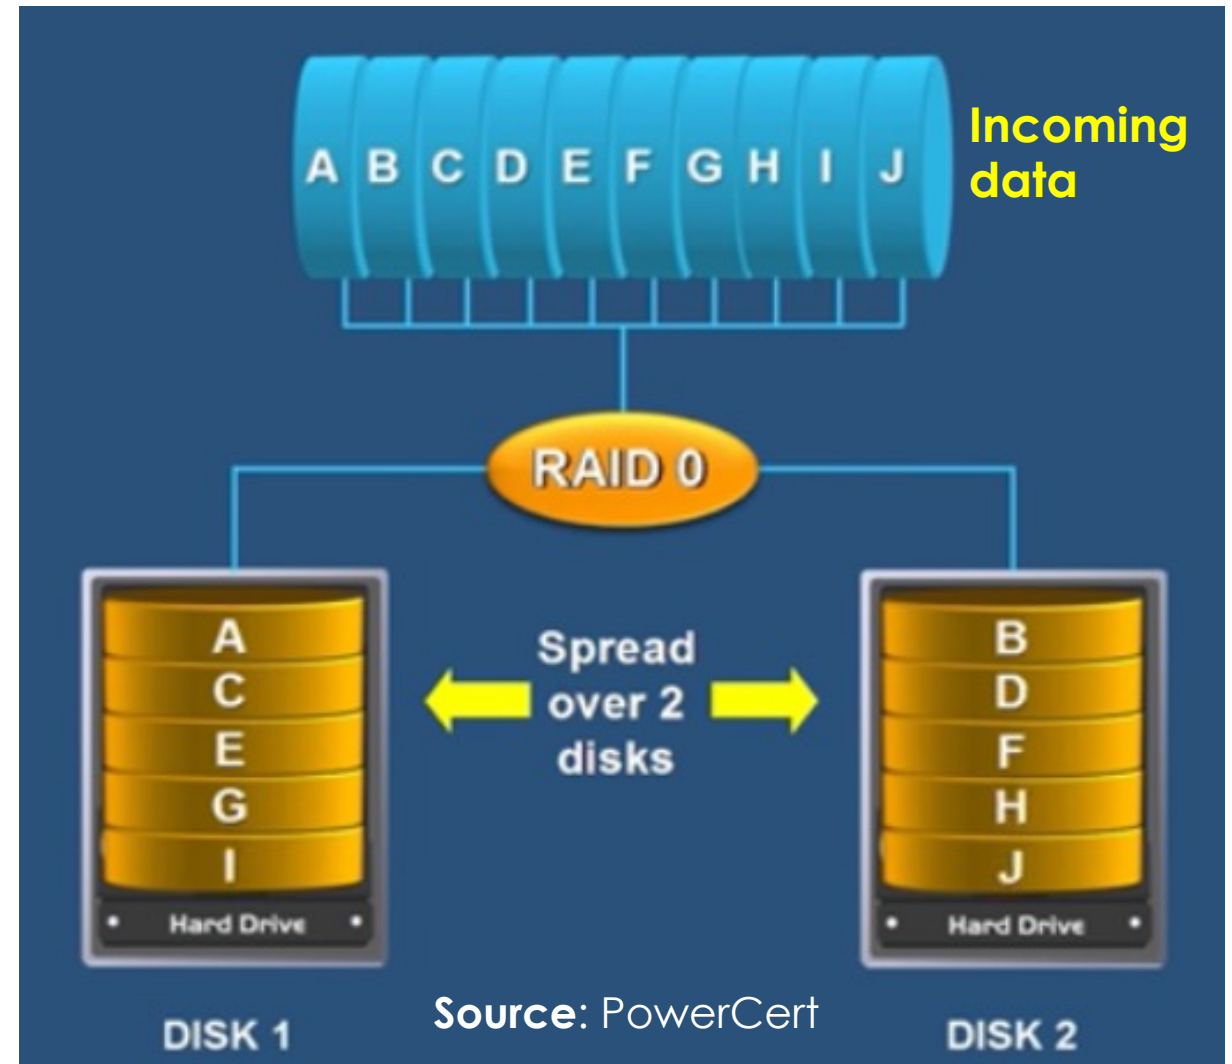 A B C D E F G H I J
Incoming
data
RAID 0
A
C
E
G
I
Hard Drive
DISK 1
Spread
over 2
disks
B
D
F
H
J
Hard Drive
DISK 2
Source: PowerCert